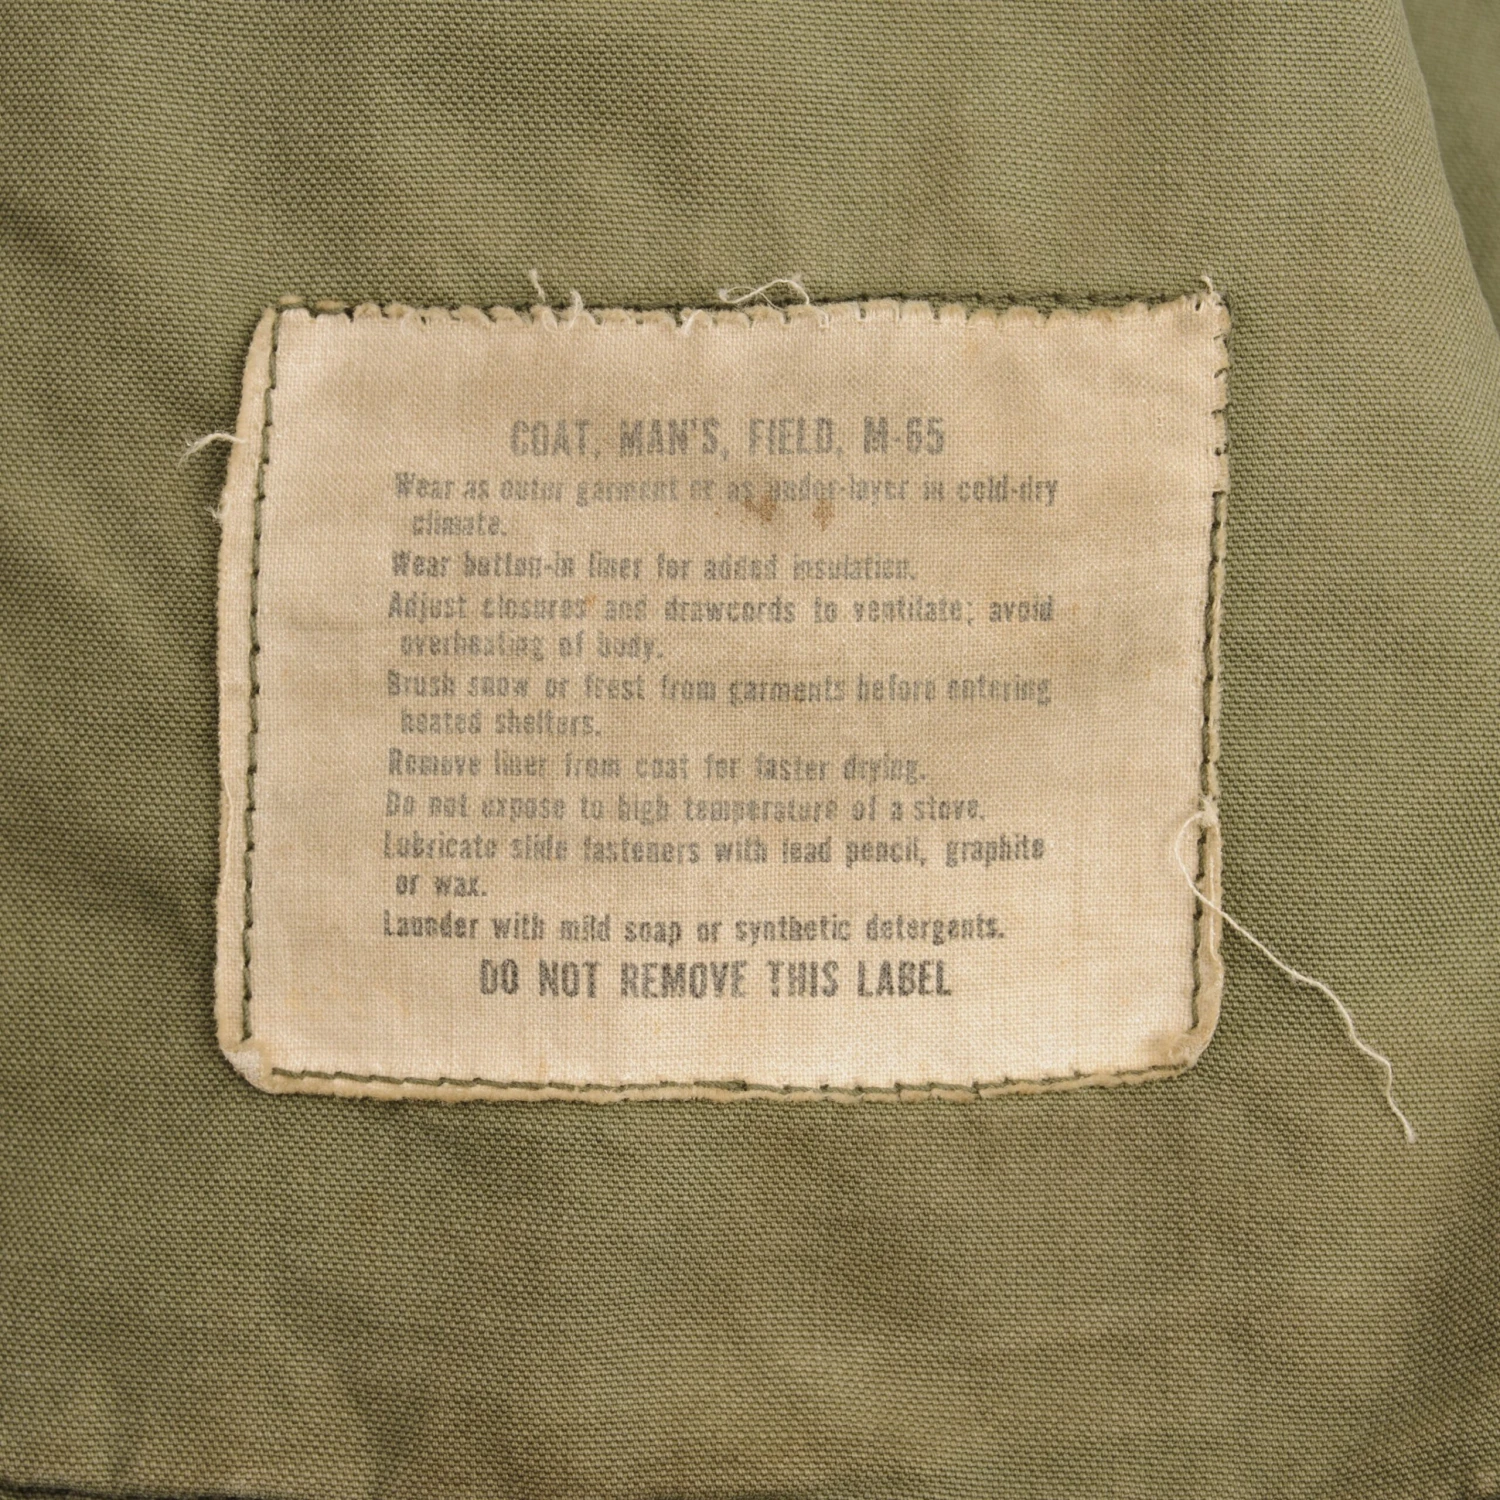 COAT, MAN'S, FIELD, M-65
Wear as outer garment or as under-layer in cold-dry
climate.
Wear button-in liner for added insulation.
Adjust closures and drawcords to ventilate; avoid
overheating of body.
Brush snow or frost from garments before entering
heated shelters.
Remove liner from coat for faster drying.
Do not expose to high temperature of a stove.
Lubricate slide fasteners with lead pencil, graphite
or wax.
Launder with mild soap or synthetic detergents.
DO NOT REMOVE THIS LABEL